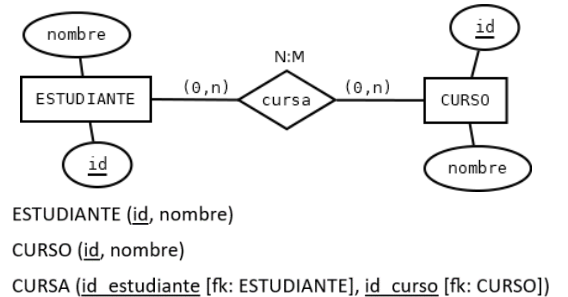 nombre
id
N:M
ESTUDIANTE
(0,n)
cursa
(0,n)
CURSO
id
nombre
ESTUDIANTE (id, nombre)
CURSO (id, nombre)
CURSA (id_estudiante [fk: ESTUDIANTE], id_curso [fk: CURSO])